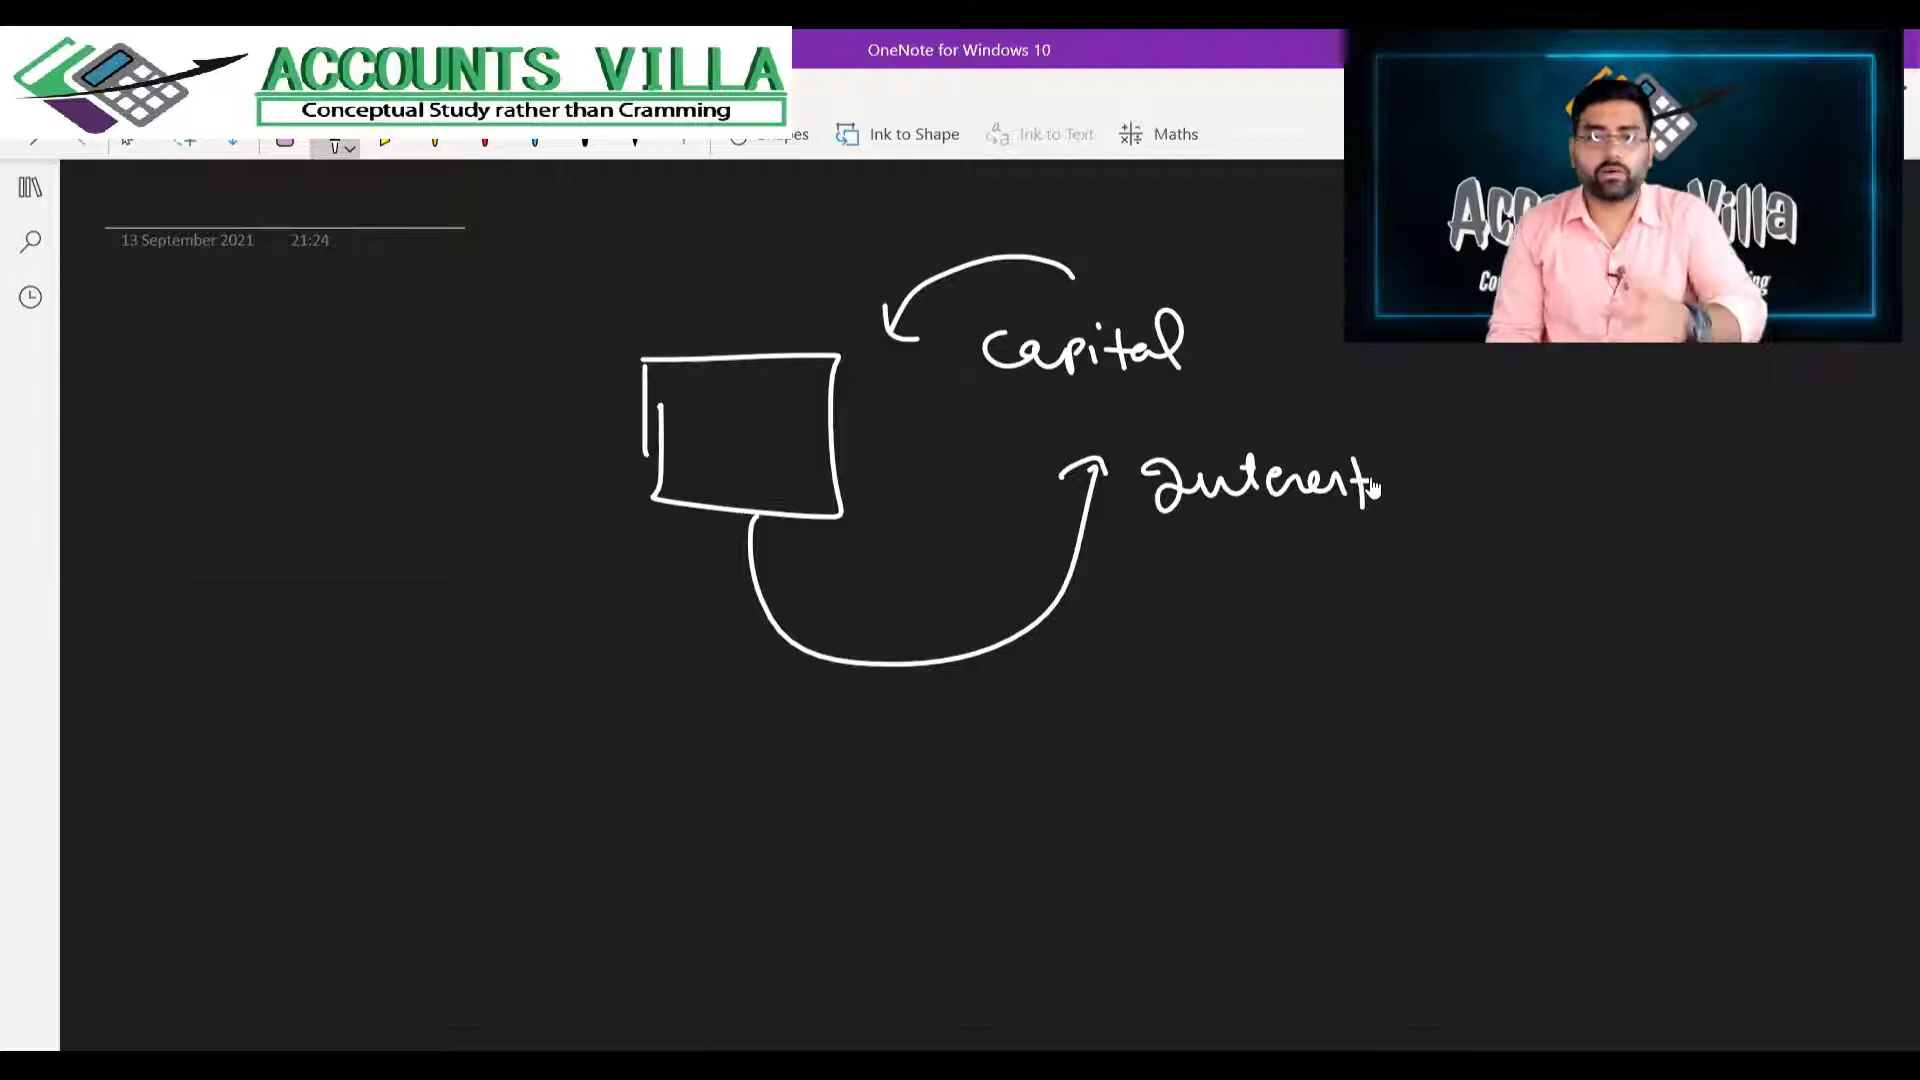 ACCOUNTS VILLA
Conceptual Study rather than Cramming
OneNote for Windows 10
Ink to Shape
Ink to Text
Maths
13 September 2021 21:24
Capital
Interest